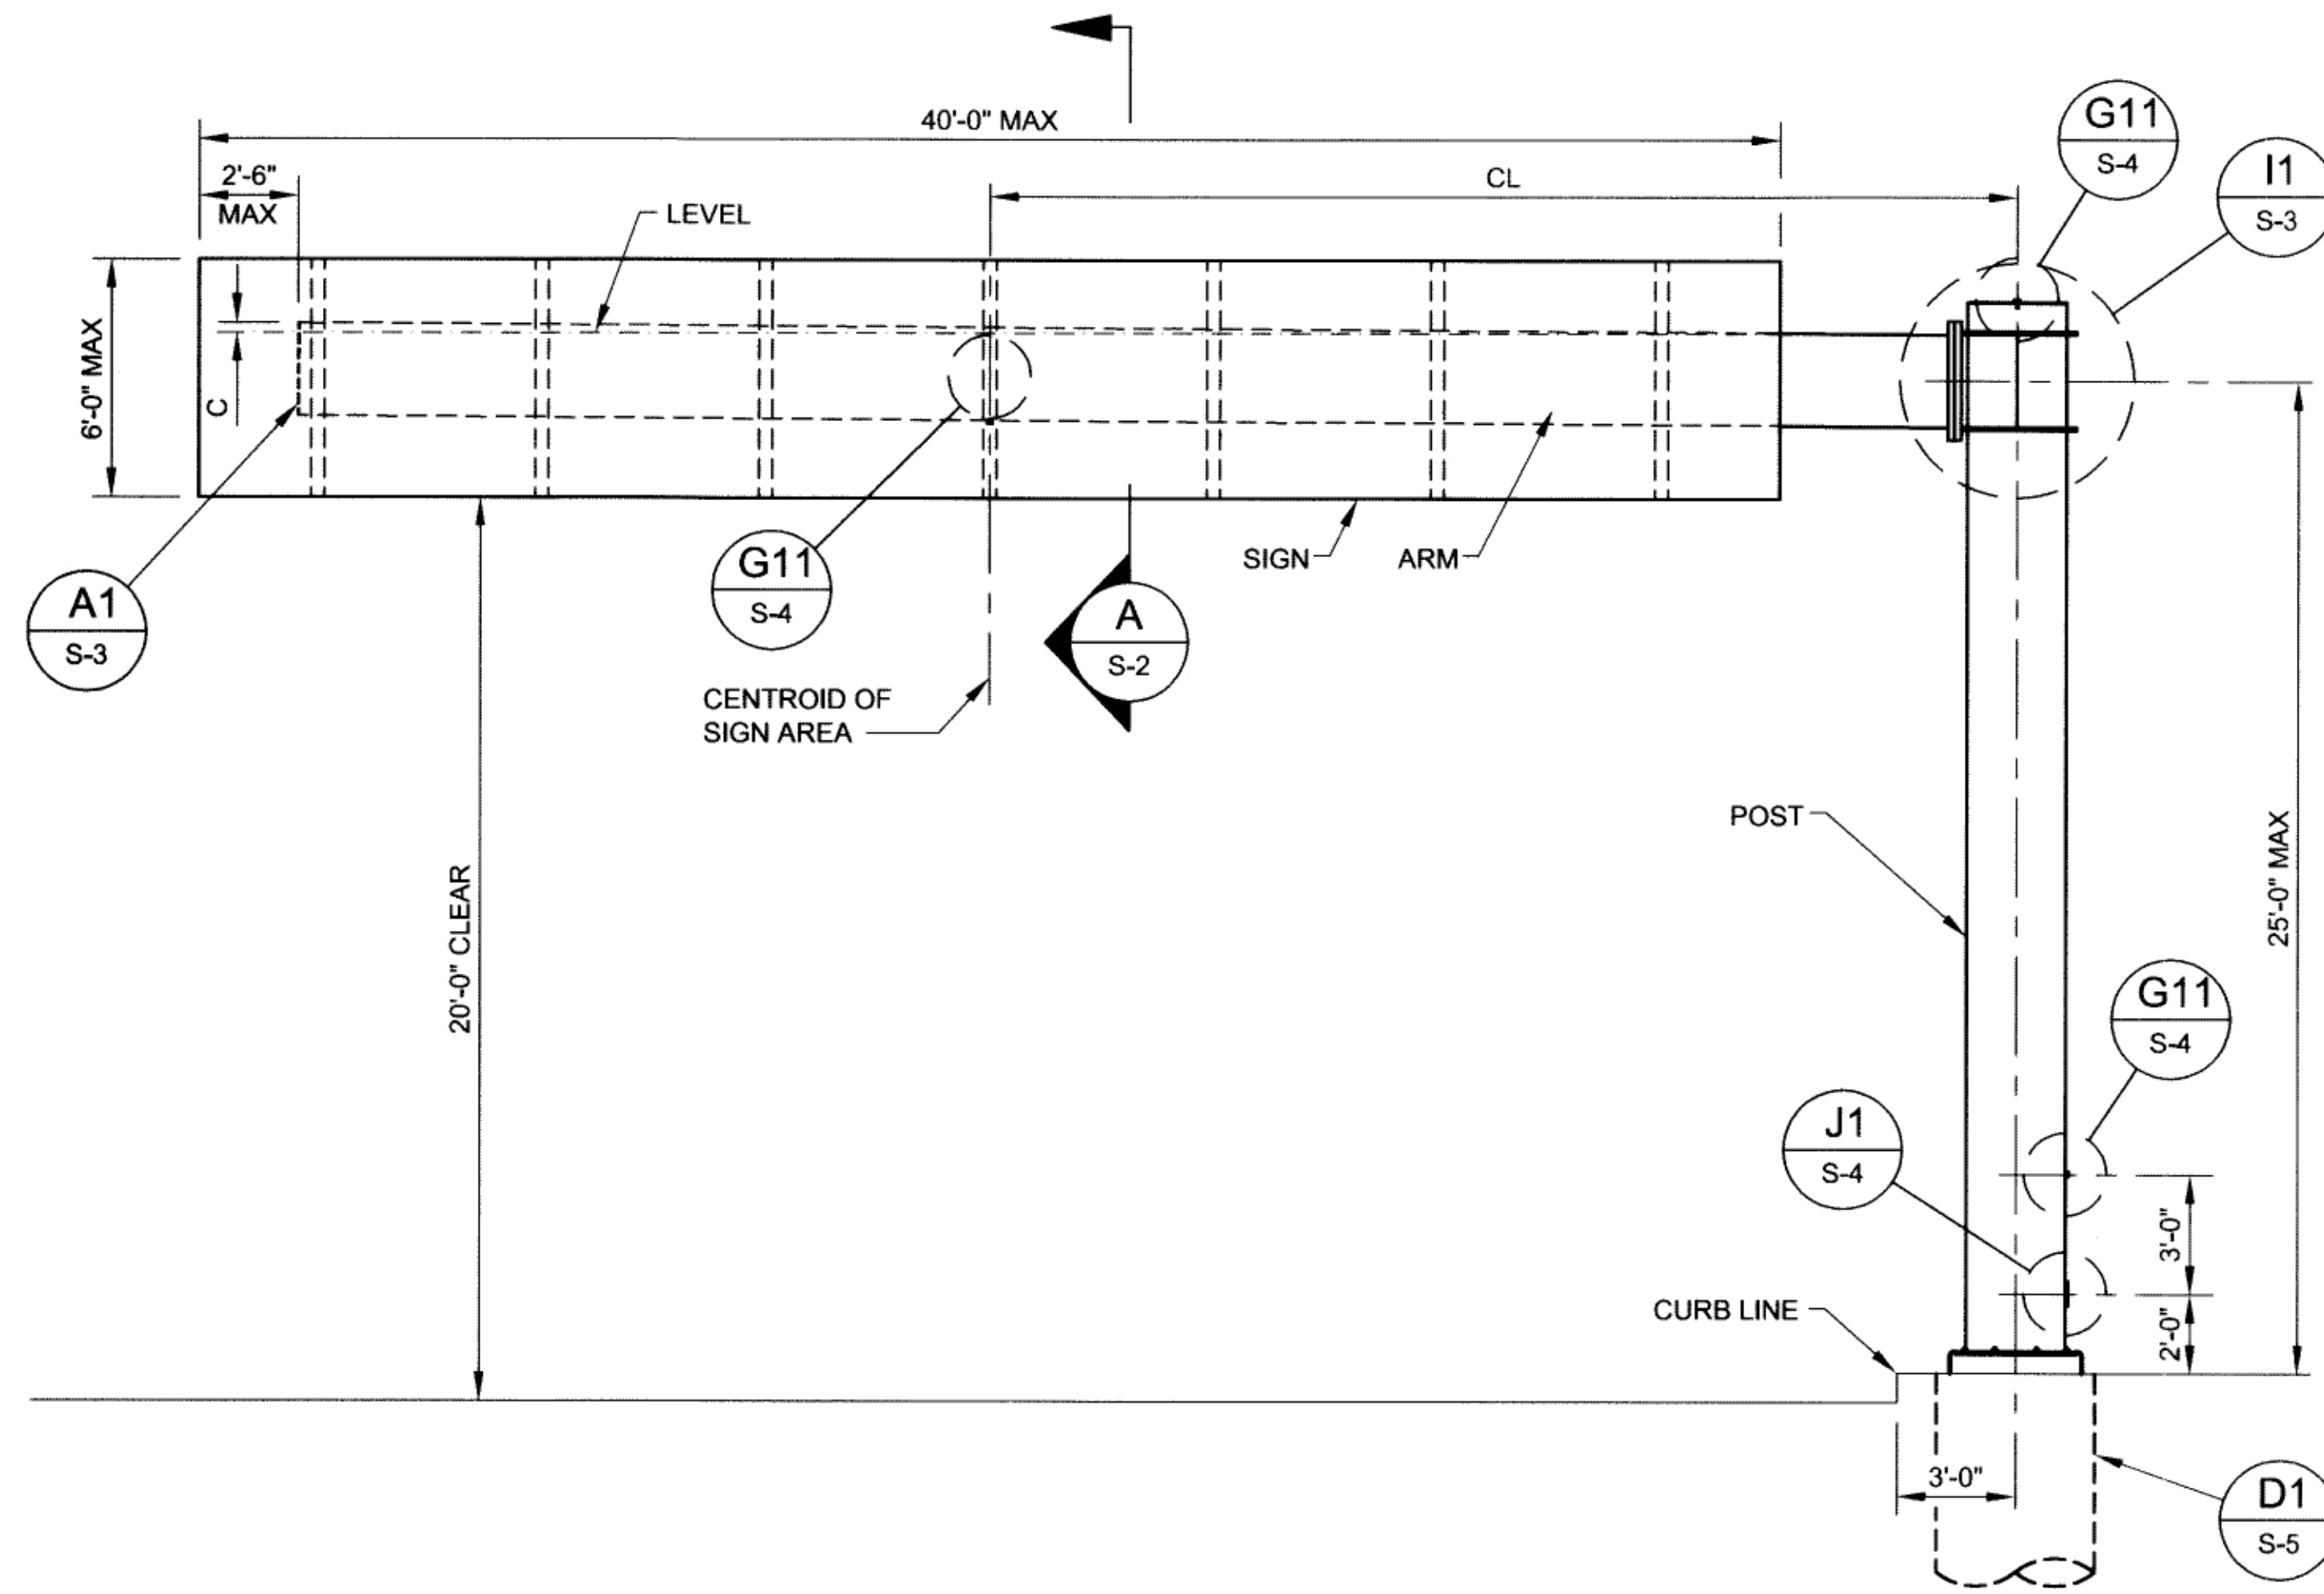 40'-0" MAX
G11
S-4
I1
S-3
2'-6"
MAX
CL
LEVEL
6'-0" MAX
C
A1
S-3
G11
S-4
SIGN
ARM
A
S-2
CENTROID OF
SIGN AREA
POST
20'-0" CLEAR
25'-0" MAX
G11
S-4
J1
S-4
3'-0"
CURB LINE
2'-0"
3'-0"
D1
S-5